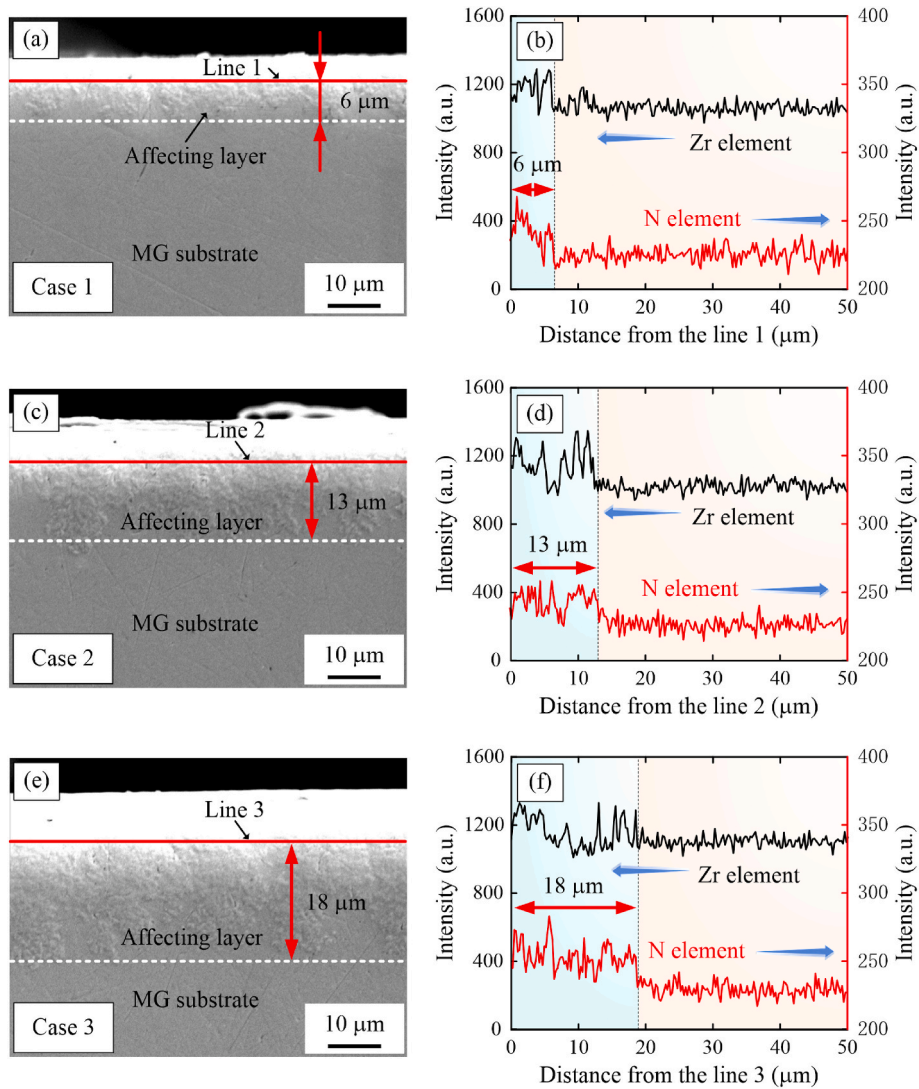 (a)
Line 1
6 μm
Affecting layer
MG substrate
Case 1
10 μm
(b)
1600
1200
800
400
0
Intensity (a.u.)
400
350
300
250
200
Intensity (a.u.)
Zr element
6 μm
N element
0 10 20 30 40 50
Distance from the line 1 (μm)
(c)
Line 2
13 μm
Affecting layer
MG substrate
Case 2
10 μm
(d)
1600
1200
800
400
0
Intensity (a.u.)
400
350
300
250
200
Intensity (a.u.)
Zr element
13 μm
N element
0 10 20 30 40 50
Distance from the line 2 (μm)
(e)
Line 3
18 μm
Affecting layer
MG substrate
Case 3
10 μm
(f)
1600
1200
800
400
0
Intensity (a.u.)
400
350
300
250
200
Intensity (a.u.)
Zr element
18 μm
N element
0 10 20 30 40 50
Distance from the line 3 (μm)